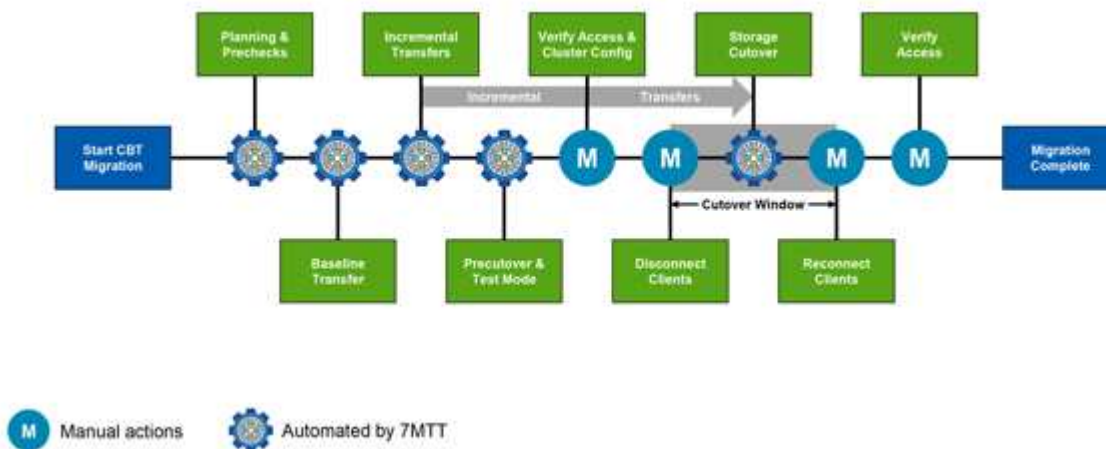 Planning &
Prechecks
Incremental
Transfers
Verify Access &
Cluster Config
Storage
Cutover
Verify
Access
Incremental Transfers
Start CBT
Migration
M
M
M
M
Migration
Complete
Cutover Window
Baseline
Transfer
Precutover &
Test Mode
Disconnect
Clients
Reconnect
Clients
M Manual actions
Automated by 7MTT